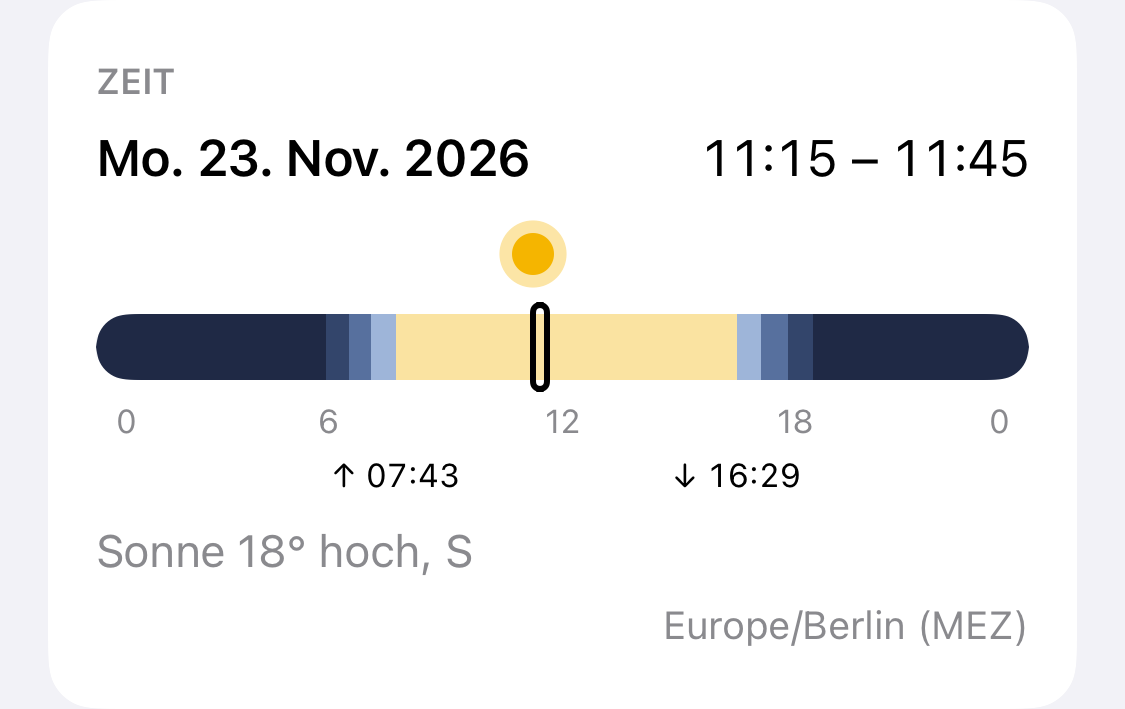 ZEIT
Mo. 23. Nov. 2026 11:15 – 11:45
0 6 12 18 0
↑ 07:43 ↓ 16:29
Sonne 18° hoch, S
Europe/Berlin (MEZ)